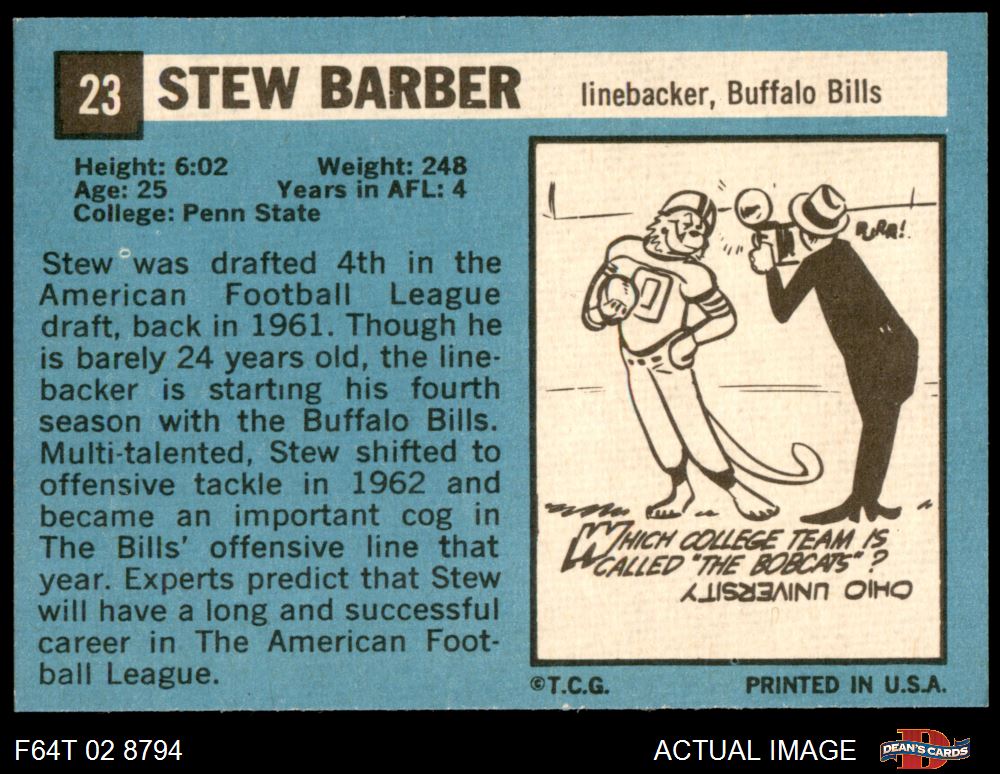 23 STEW BARBER linebacker, Buffalo Bills
Height: 6:02 Weight: 248
Age: 25 Years in AFL: 4
College: Penn State
Stew was drafted 4th in the
American Football League
draft, back in 1961. Though he
is barely 24 years old, the line-
backer is starting his fourth
season with the Buffalo Bills.
Multi-talented, Stew shifted to
offensive tackle in 1962 and
became an important cog in
The Bills' offensive line that
year. Experts predict that Stew
will have a long and successful
career in The American Foot-
ball League.
PURR!
WHICH COLLEGE TEAM IS
CALLED "THE BOBCATS"?
OHIO UNIVERSITY
©T.C.G. PRINTED IN U.S.A.
F64T 02 8794 ACTUAL IMAGE DEAN'S CARDS